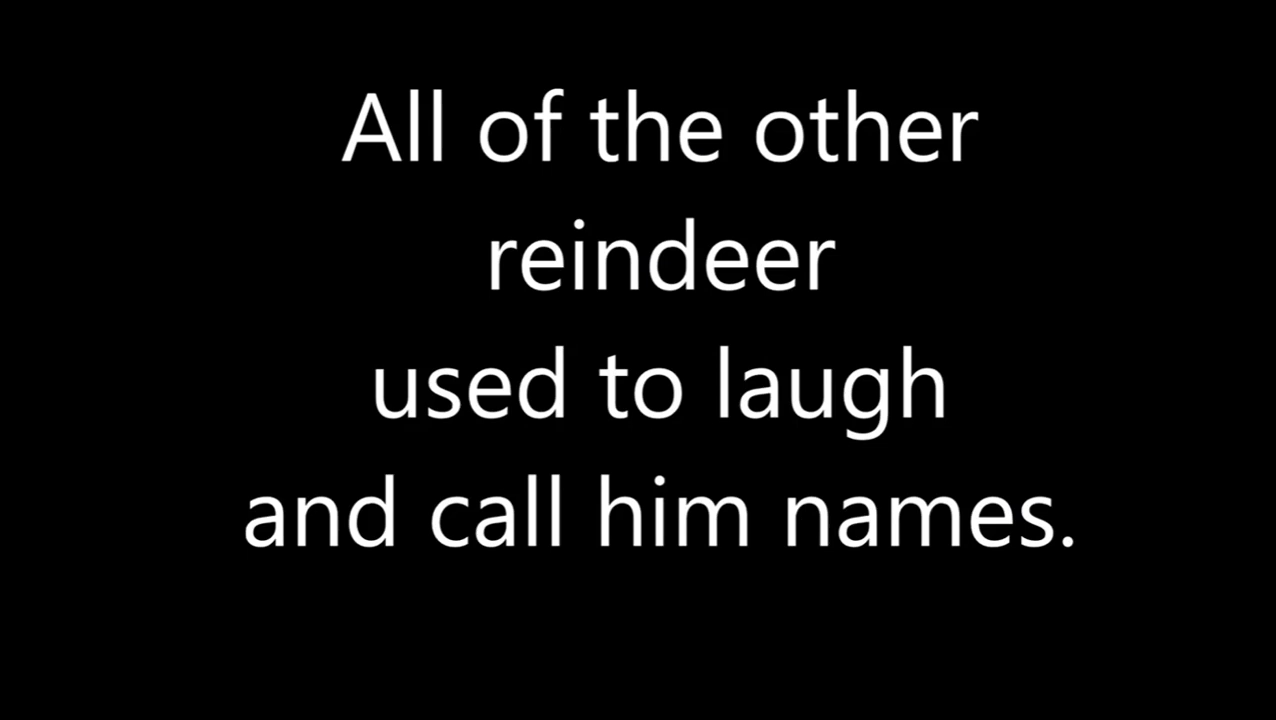 All of the other
reindeer
used to laugh
and call him names.